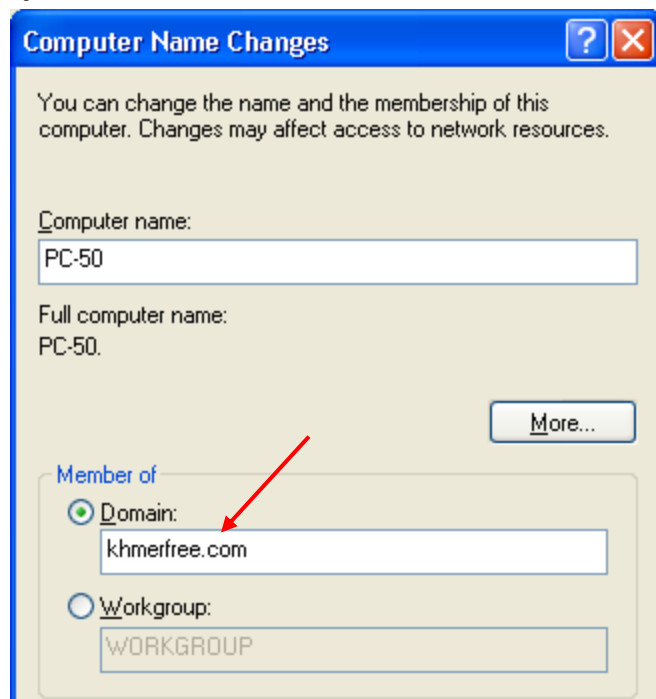 Computer Name Changes
You can change the name and the membership of this
computer. Changes may affect access to network resources.
Computer name:
PC-50
Full computer name:
PC-50.
More...
Member of
Domain:
khmerfree.com
Workgroup:
WORKGROUP